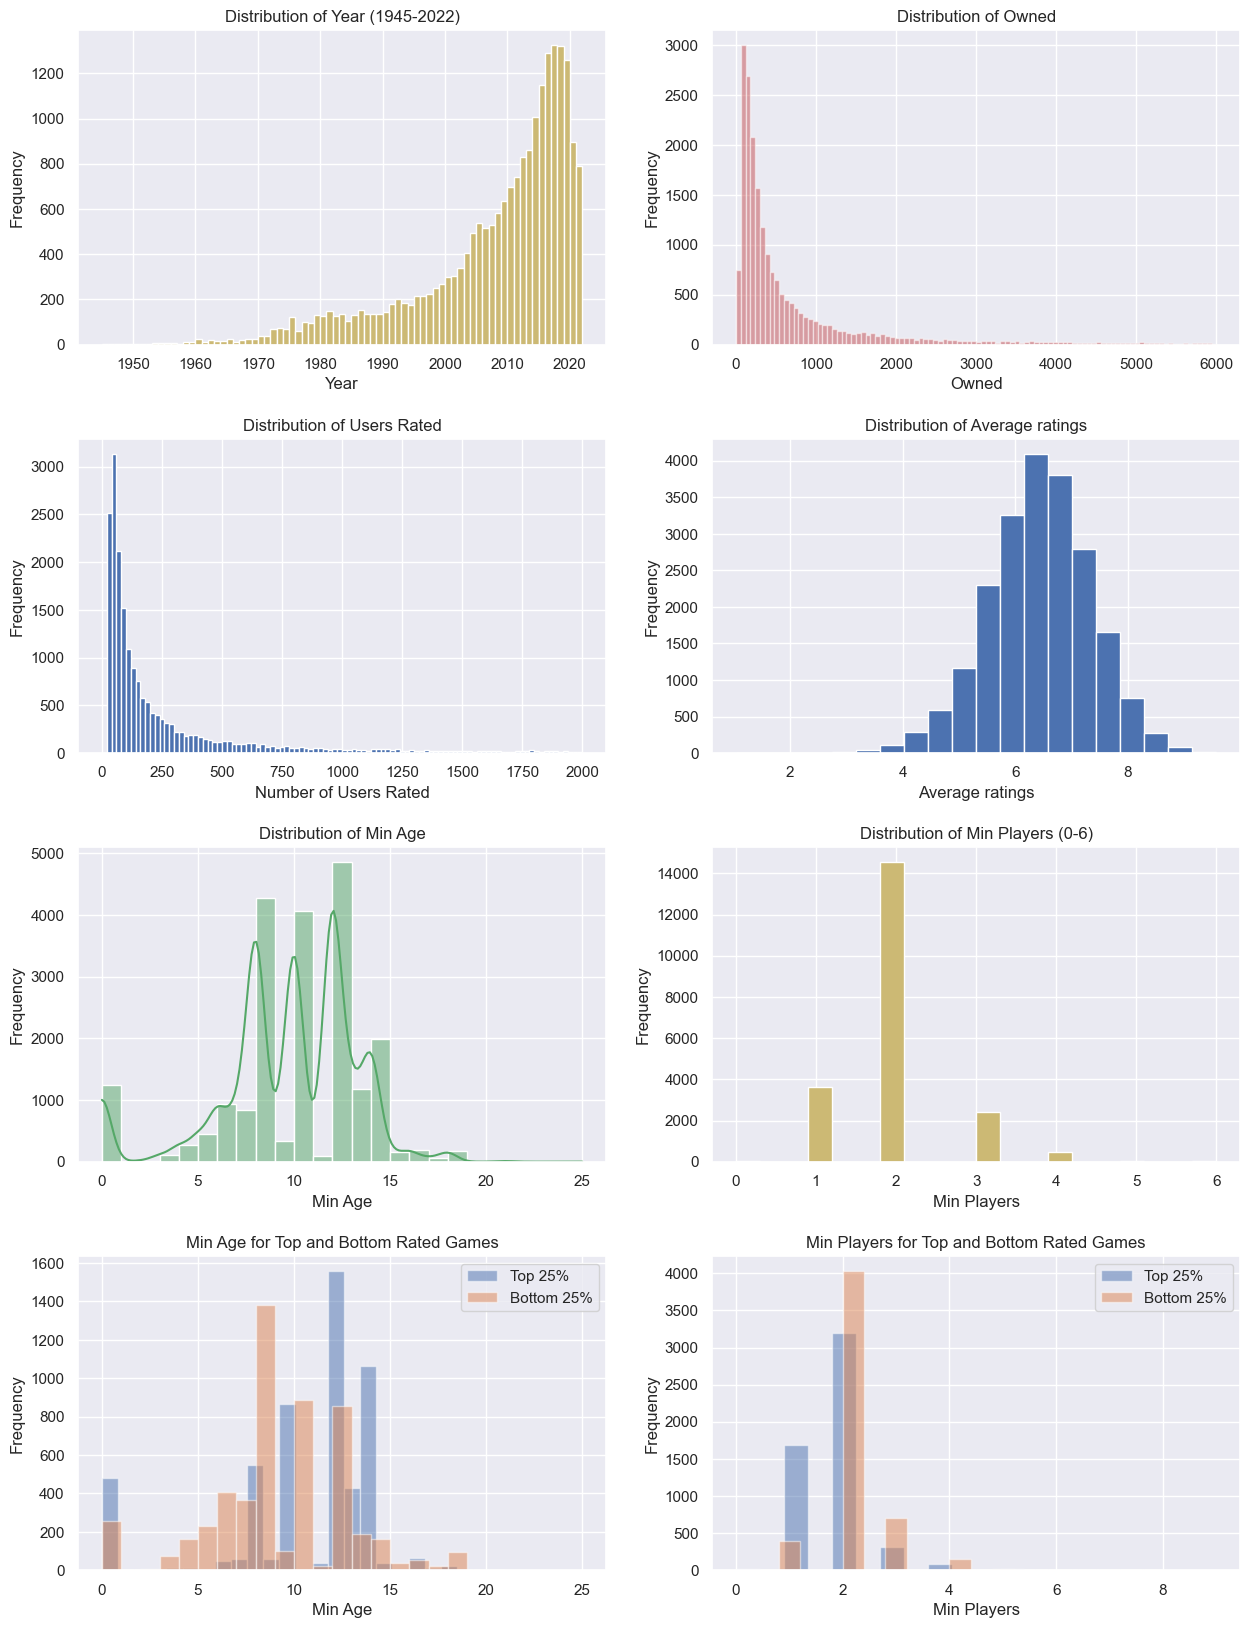 Distribution of Year (1945-2022)
Frequency
1200
1000
800
600
400
200
0
1950 1960 1970 1980 1990 2000 2010 2020
Year
Distribution of Owned
Frequency
3000
2500
2000
1500
1000
500
0
0 1000 2000 3000 4000 5000 6000
Owned
Distribution of Users Rated
Frequency
3000
2500
2000
1500
1000
500
0
0 250 500 750 1000 1250 1500 1750 2000
Number of Users Rated
Distribution of Average ratings
Frequency
4000
3500
3000
2500
2000
1500
1000
500
0
2 4 6 8
Average ratings
Distribution of Min Age
Frequency
5000
4000
3000
2000
1000
0
0 5 10 15 20 25
Min Age
Distribution of Min Players (0-6)
Frequency
14000
12000
10000
8000
6000
4000
2000
0
0 1 2 3 4 5 6
Min Players
Min Age for Top and Bottom Rated Games
Top 25%
Bottom 25%
Frequency
1600
1400
1200
1000
800
600
400
200
0
0 5 10 15 20 25
Min Age
Min Players for Top and Bottom Rated Games
Top 25%
Bottom 25%
Frequency
4000
3500
3000
2500
2000
1500
1000
500
0
0 2 4 6 8
Min Players